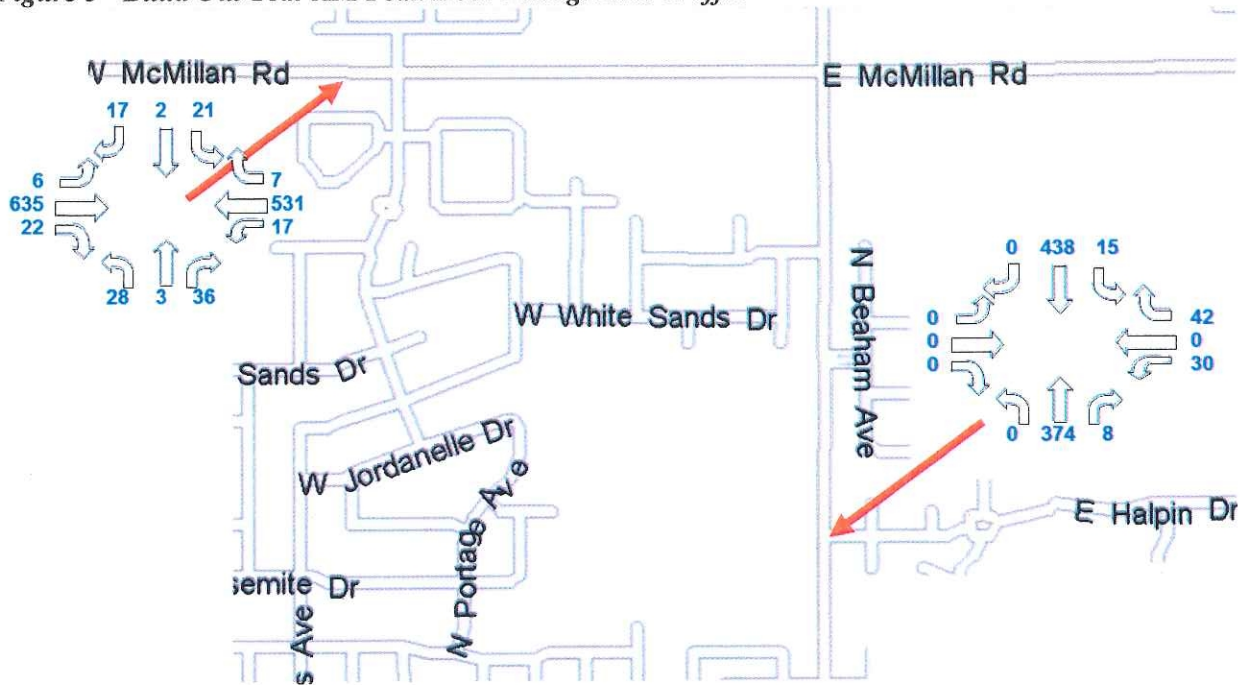 W McMillan Rd
E McMillan Rd
17 2 21
6 7
635 531
22 17
28 3 36
N Beaham Ave
0 438 15
0 42
0 0
0 30
0 374 8
W White Sands Dr
Sands Dr
W Jordanelle Dr
N Portage Ave
E Halpin Dr
semite Dr
s Ave